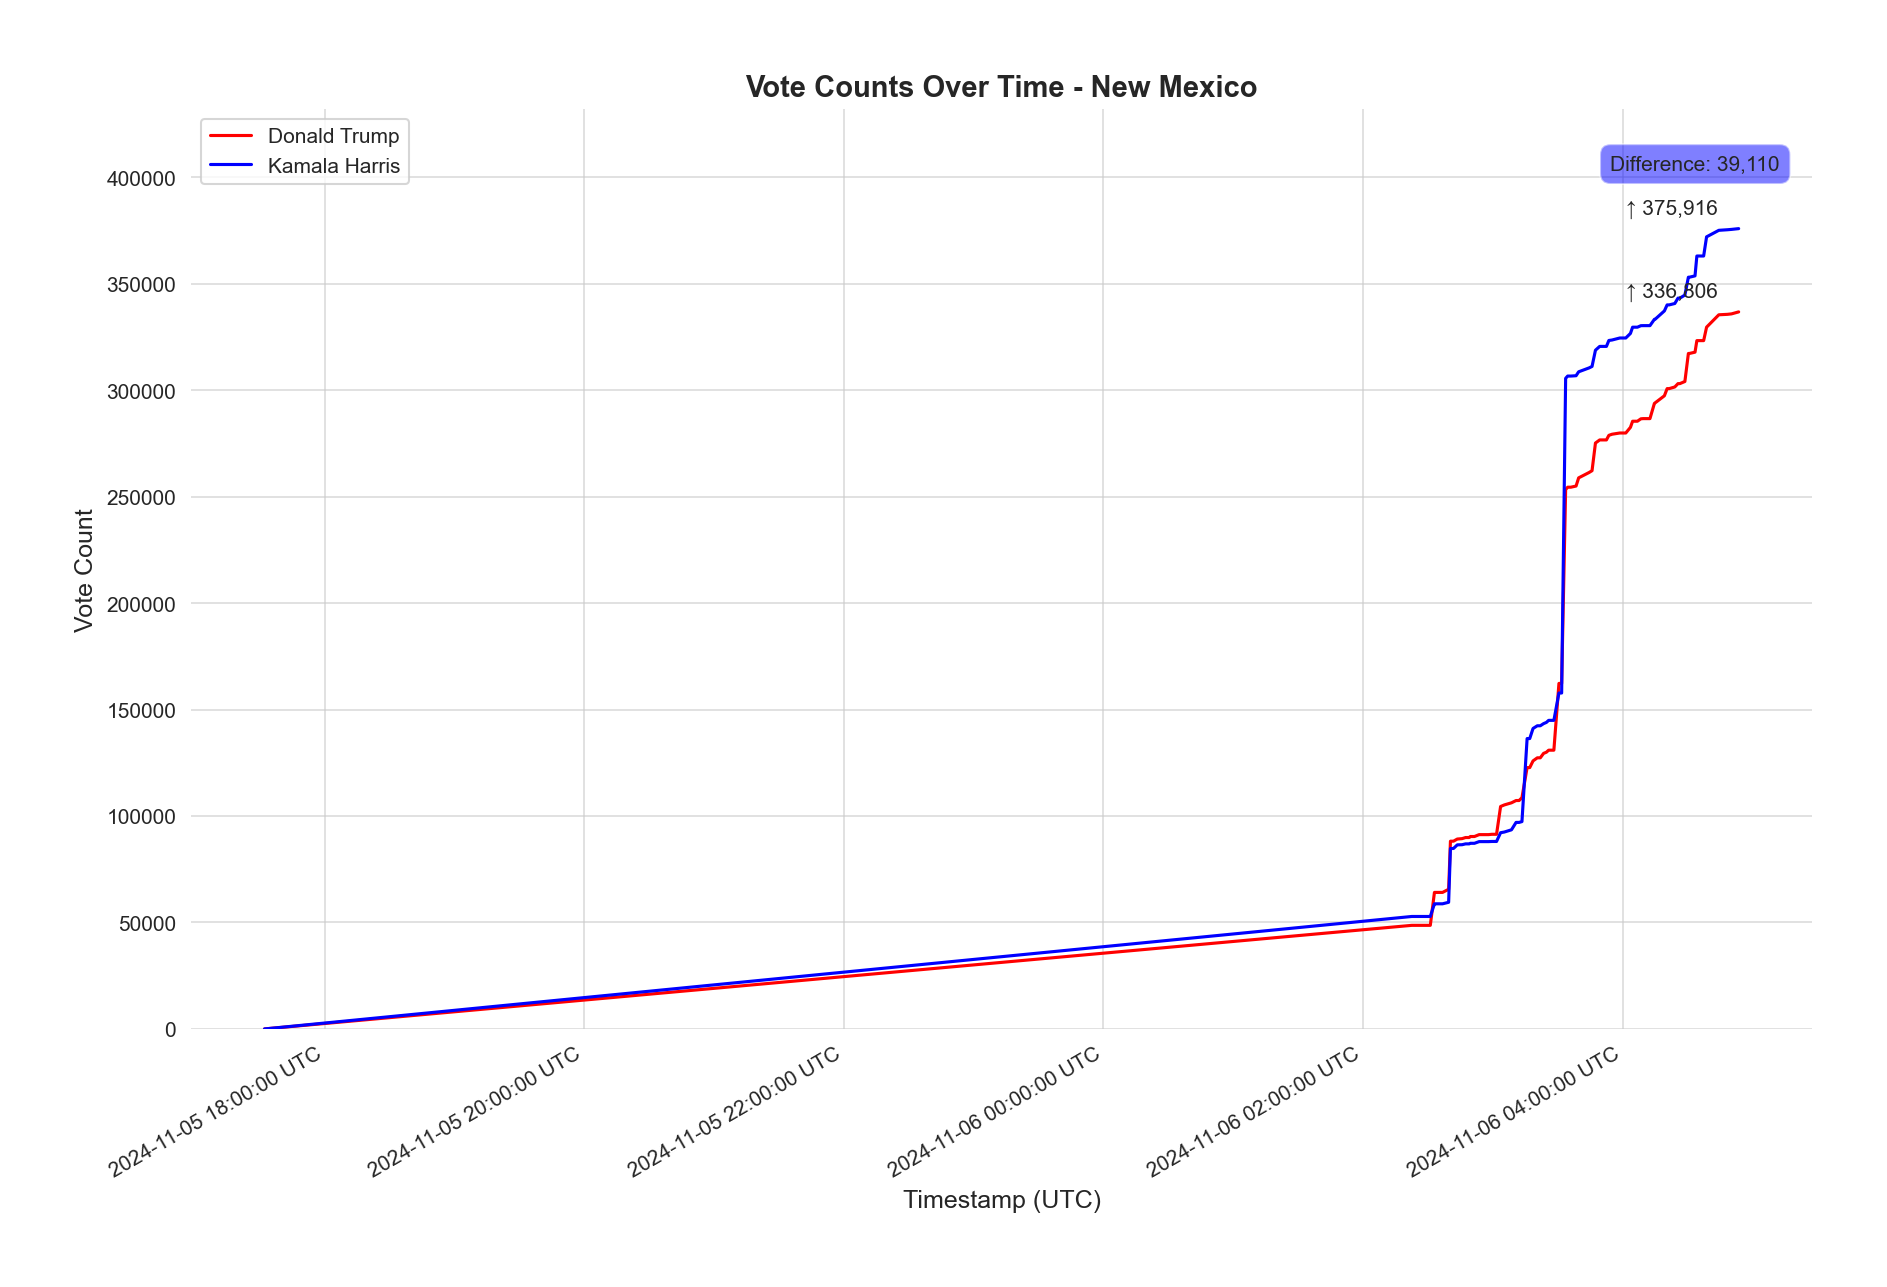 Vote Counts Over Time - New Mexico
Donald Trump
Kamala Harris
Difference: 39,110
↑ 375,916
↑ 336,806
400000
350000
300000
250000
200000
150000
100000
50000
0
Vote Count
2024-11-05 18:00:00 UTC
2024-11-05 20:00:00 UTC
2024-11-05 22:00:00 UTC
2024-11-06 00:00:00 UTC
2024-11-06 02:00:00 UTC
2024-11-06 04:00:00 UTC
Timestamp (UTC)